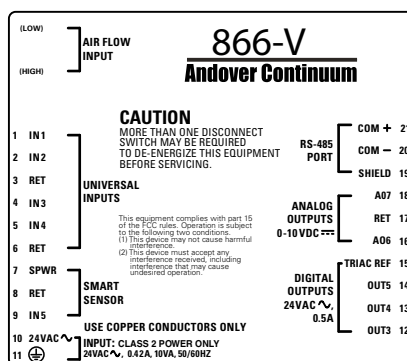 (LOW)
AIR FLOW
INPUT
(HIGH)
866-V
Andover Continuum
CAUTION
MORE THAN ONE DISCONNECT
SWITCH MAY BE REQUIRED
TO DE-ENERGIZE THIS EQUIPMENT
BEFORE SERVICING.
1 IN1
2 IN2
3 RET
4 IN3
5 IN4
6 RET
UNIVERSAL
INPUTS
7 SPWR
8 RET
9 IN5
SMART
SENSOR
This equipment complies with part 15
of the FCC rules. Operation is subject
to the following two conditions.
(1) This device may not cause harmful
interference.
(2) This device must accept any
interference received, including
interference that may cause
undesired operation.
USE COPPER CONDUCTORS ONLY
10 24VAC ∿
11
INPUT: CLASS 2 POWER ONLY
24VAC ∿, 0.42A, 10VA, 50/60HZ
RS-485
PORT
COM + 21
COM – 20
SHIELD 19
ANALOG
OUTPUTS
0-10 VDC ⎓
A07 18
RET 17
A06 16
DIGITAL
OUTPUTS
24VAC ∿,
0.5A
TRIAC REF 15
OUT5 14
OUT4 13
OUT3 12